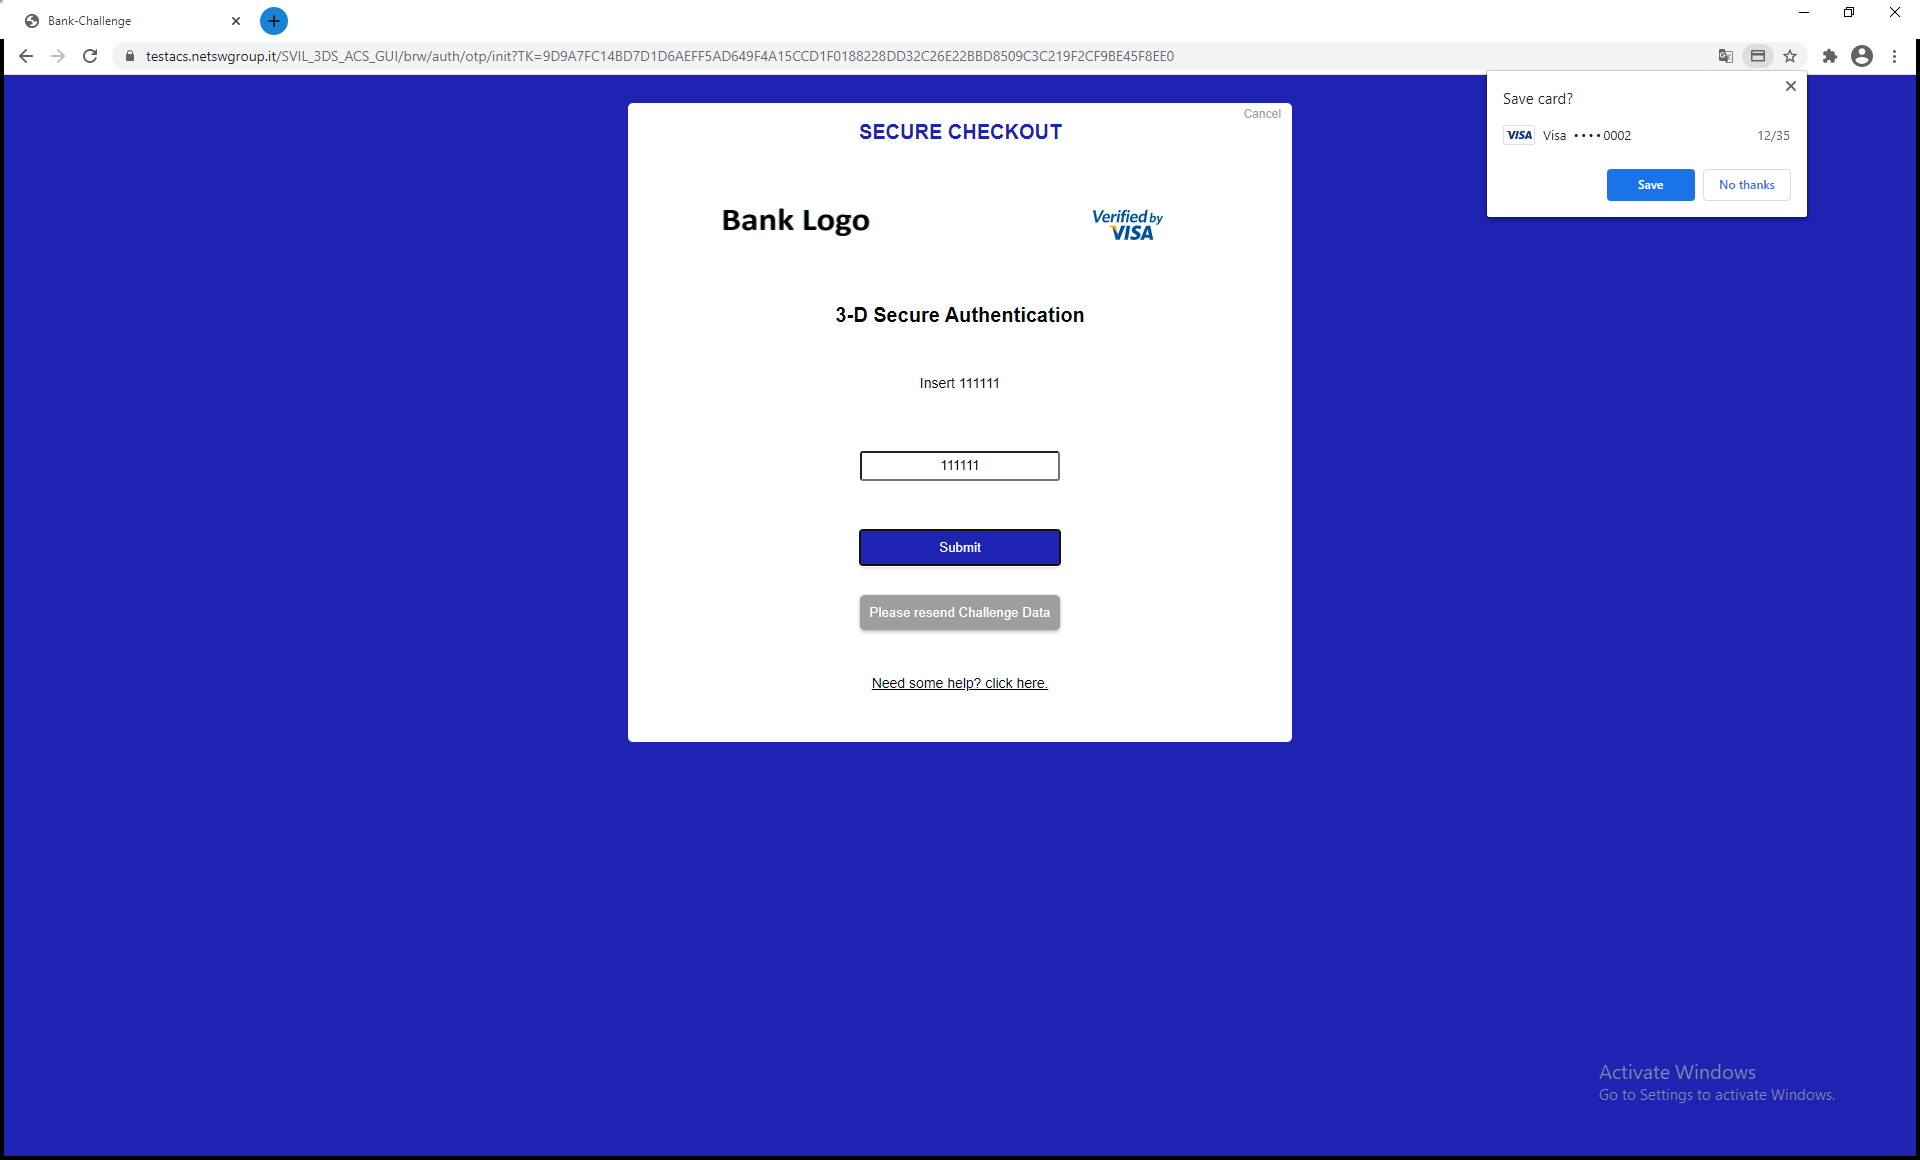 Bank-Challenge
testacs.netswgroup.it/SVIL_3DS_ACS_GUI/brw/auth/otp/init?TK=9D9A7FC14BD7D1D6AEFF5AD649F4A15CCD1F0188228DD32C26E22BBD8509C3C219F2CF9BE45F8EE0
Save card?
VISA Visa ••••0002 12/35
Save No thanks
Cancel
SECURE CHECKOUT
Bank Logo
Verified by
VISA
3-D Secure Authentication
Insert 111111
111111
Submit
Please resend Challenge Data
Need some help? click here.
Activate Windows
Go to Settings to activate Windows.